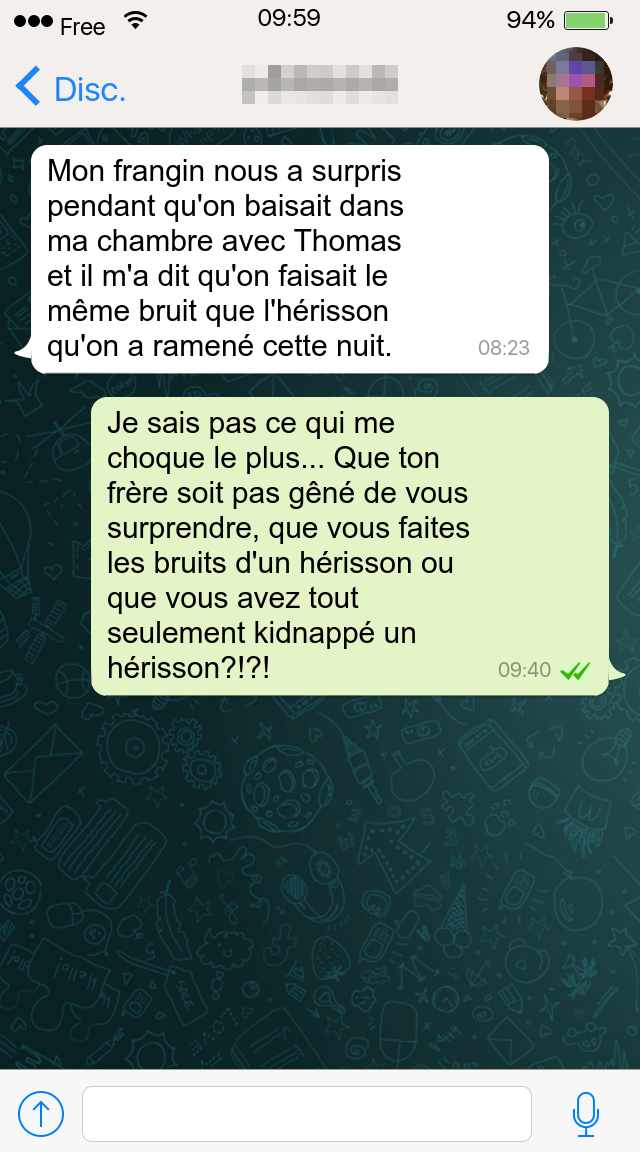 Free
09:59
94%
Disc.
Mon frangin nous a surpris
pendant qu'on baisait dans
ma chambre avec Thomas
et il m'a dit qu'on faisait le
même bruit que l'hérisson
qu'on a ramené cette nuit.
08:23
Je sais pas ce qui me
choque le plus... Que ton
frère soit pas gêné de vous
surprendre, que vous faites
les bruits d'un hérisson ou
que vous avez tout
seulement kidnappé un
hérisson?!?!
09:40